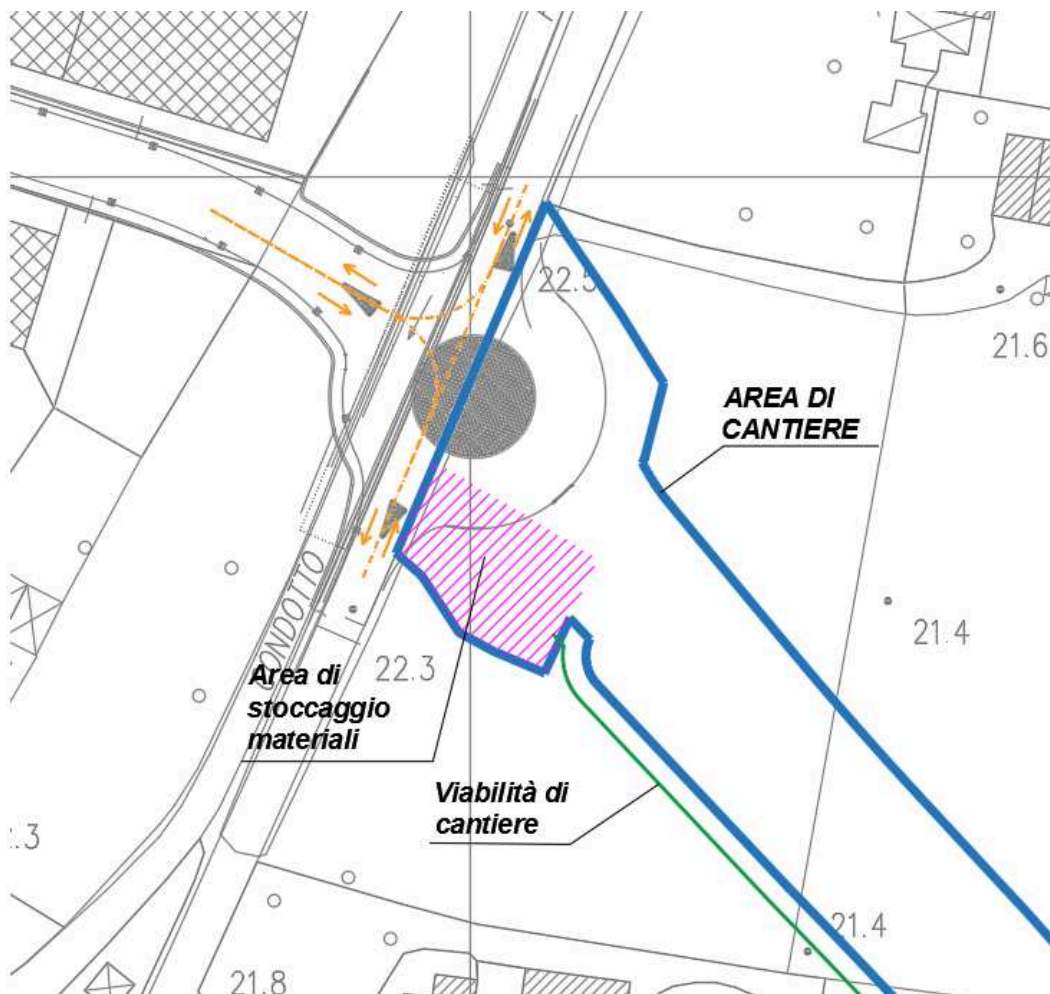 22.5
21.6
AREA DI
CANTIERE
21.4
CONDOTTO
22.3
Area di
stoccaggio
materiali
Viabilità di
cantiere
.3
21.4
21.8